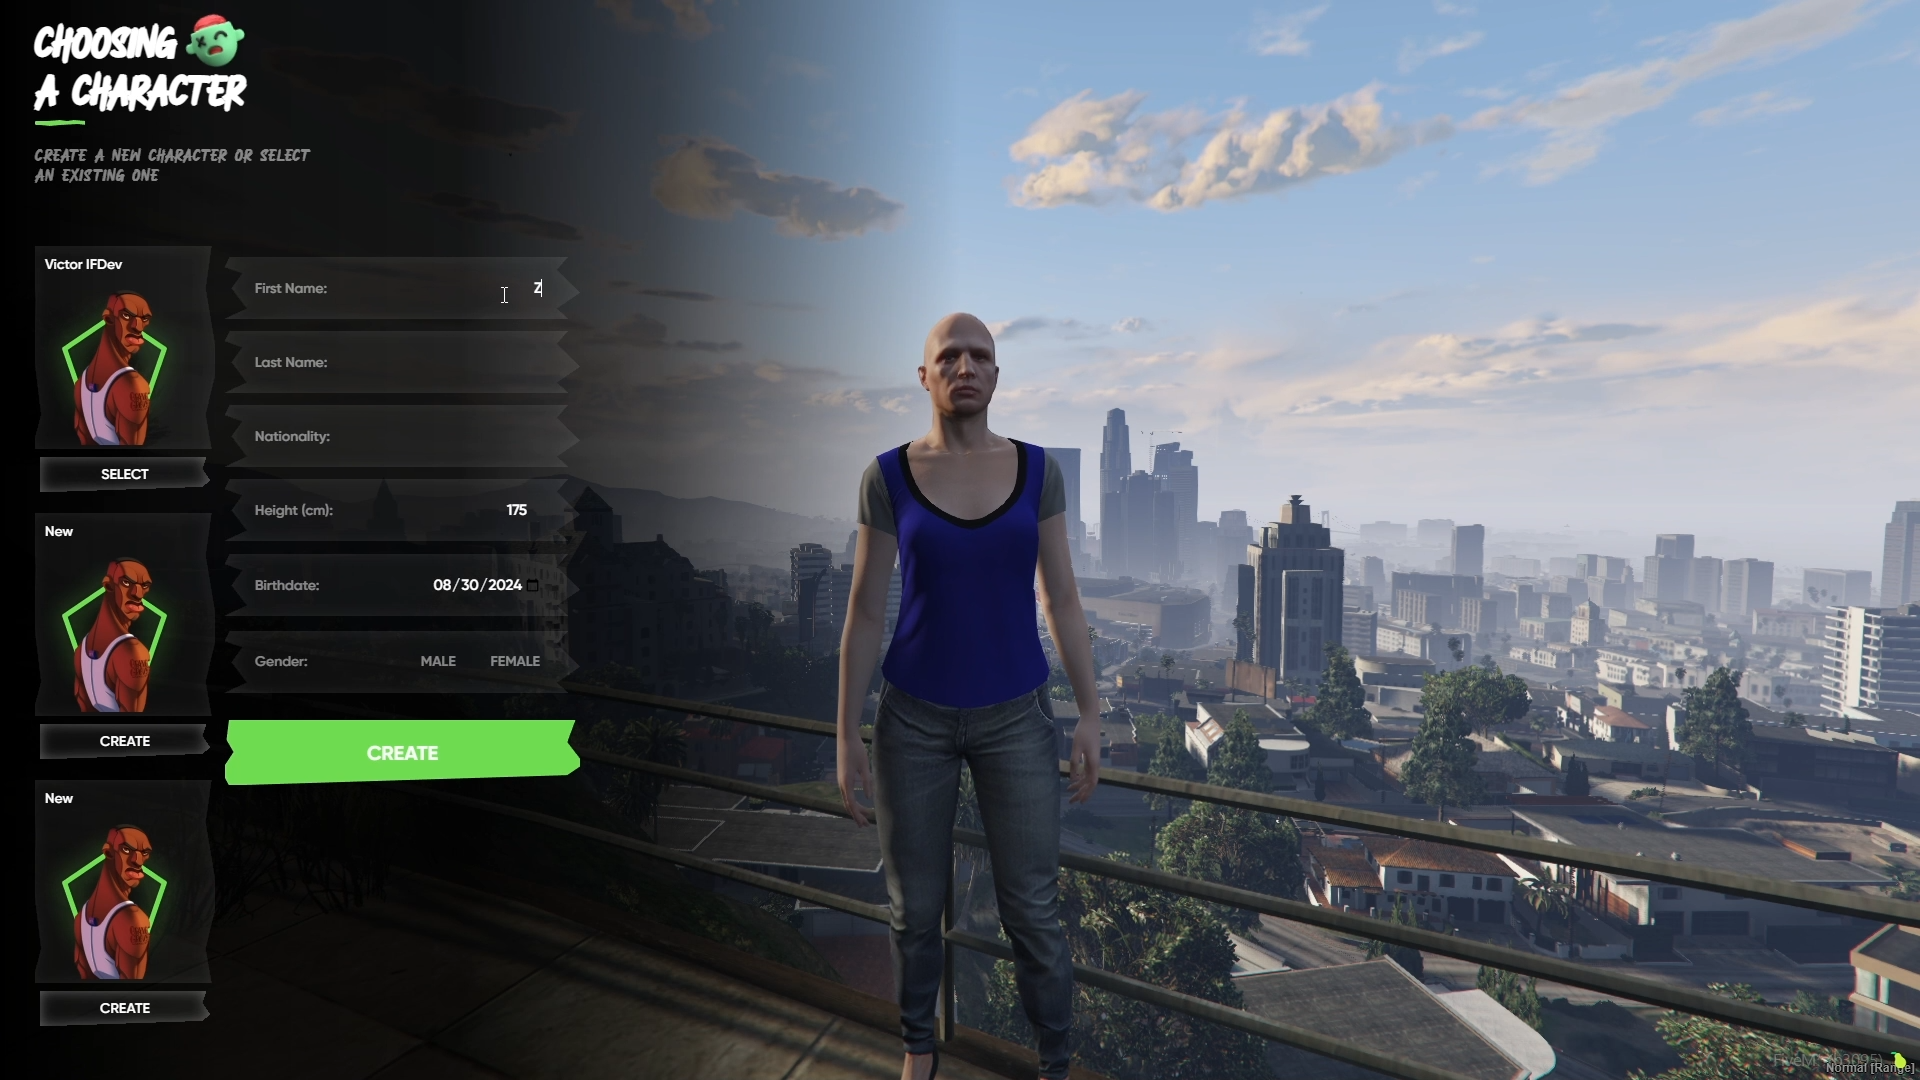 CHOOSING
A CHARACTER
CREATE A NEW CHARACTER OR SELECT
AN EXISTING ONE
Victor IFDev
SELECT
New
CREATE
New
CREATE
First Name: Z
Last Name:
Nationality:
Height (cm): 175
Birthdate: 08/30/2024
Gender: MALE FEMALE
CREATE
FiveM
Normal [Range]